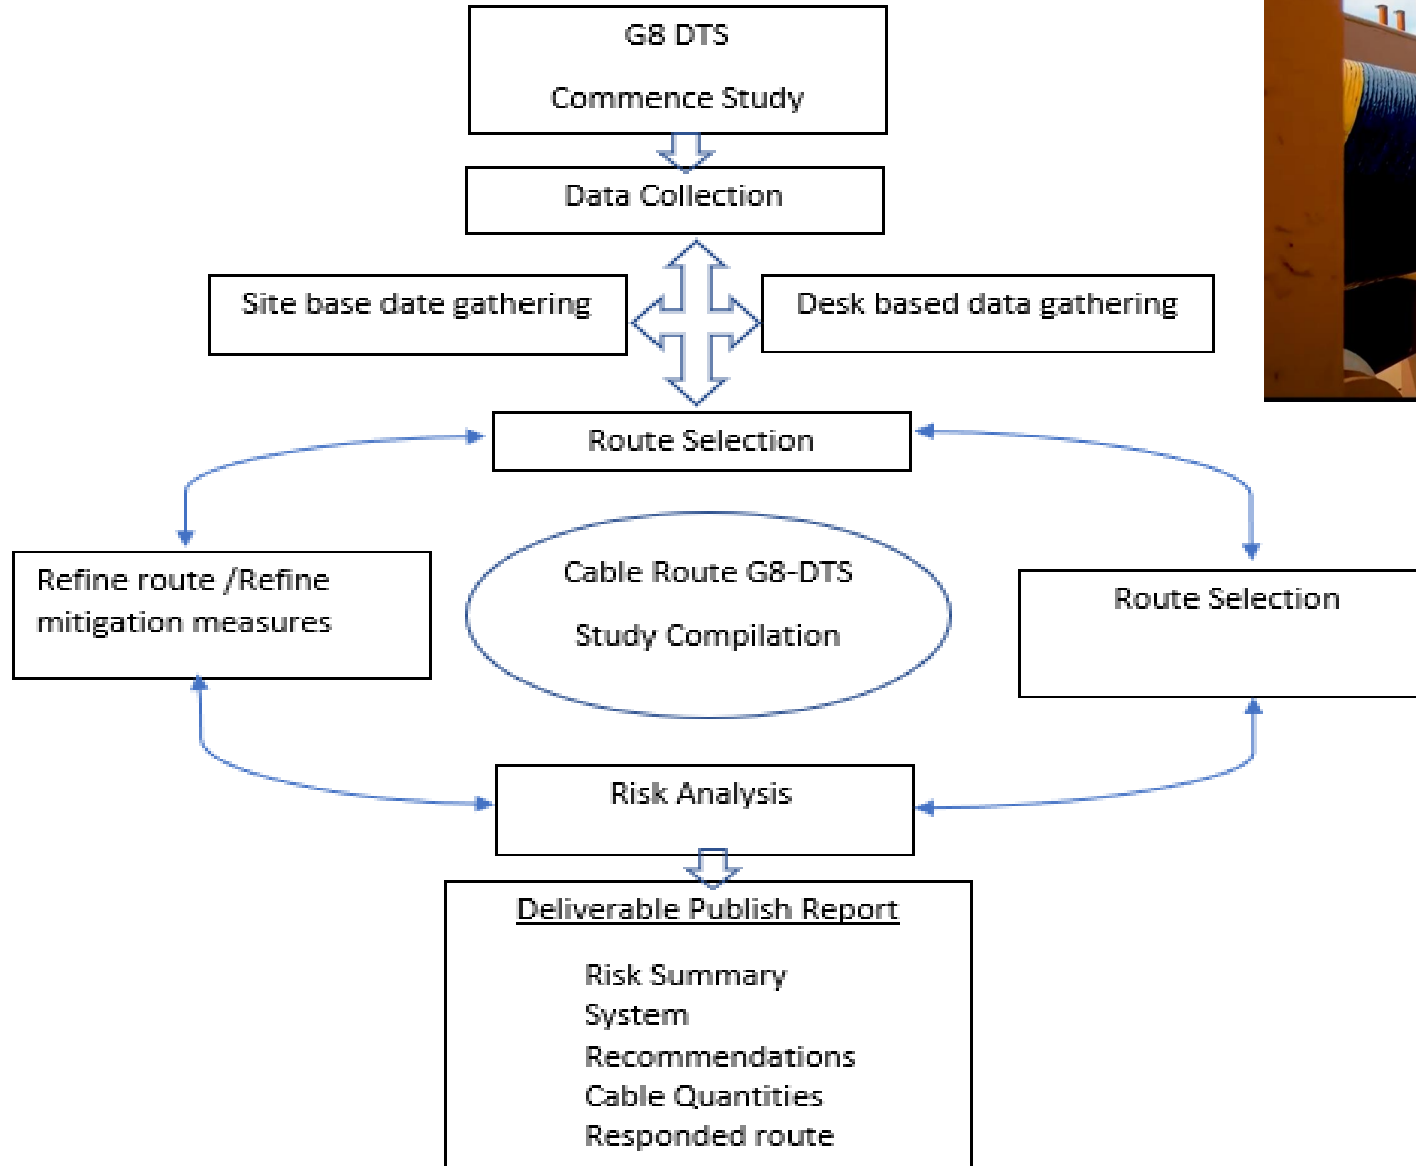 G8 DTS
Commence Study
Data Collection
Site base date gathering
Desk based data gathering
Route Selection
Cable Route G8-DTS
Study Compilation
Refine route /Refine
mitigation measures
Route Selection
Risk Analysis
Deliverable Publish Report
Risk Summary
System
Recommendations
Cable Quantities
Responded route